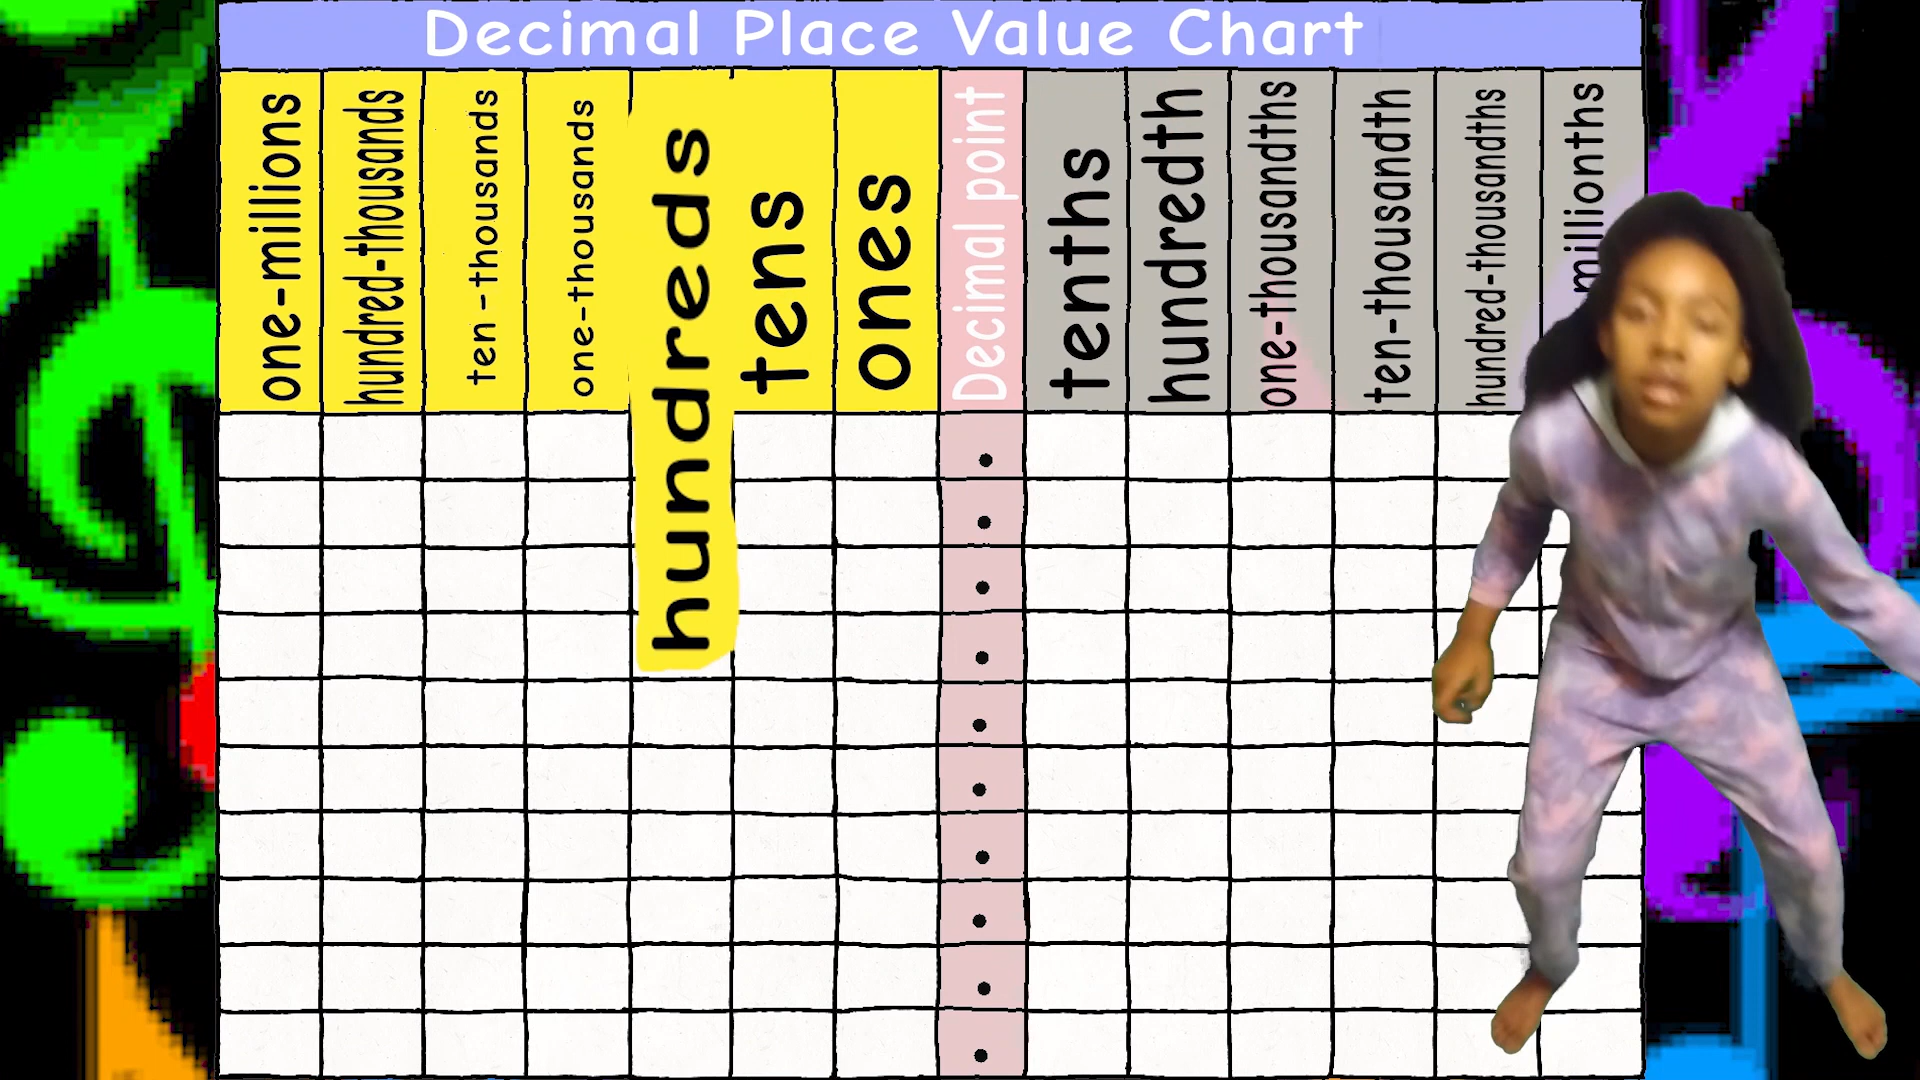 Decimal Place Value Chart
one-millions
hundred-thousands
ten-thousands
one-thousands
hundreds
tens
ones
Decimal point
tenths
hundredth
one-thousandths
ten-thousandth
hundred-thousandths
millionths